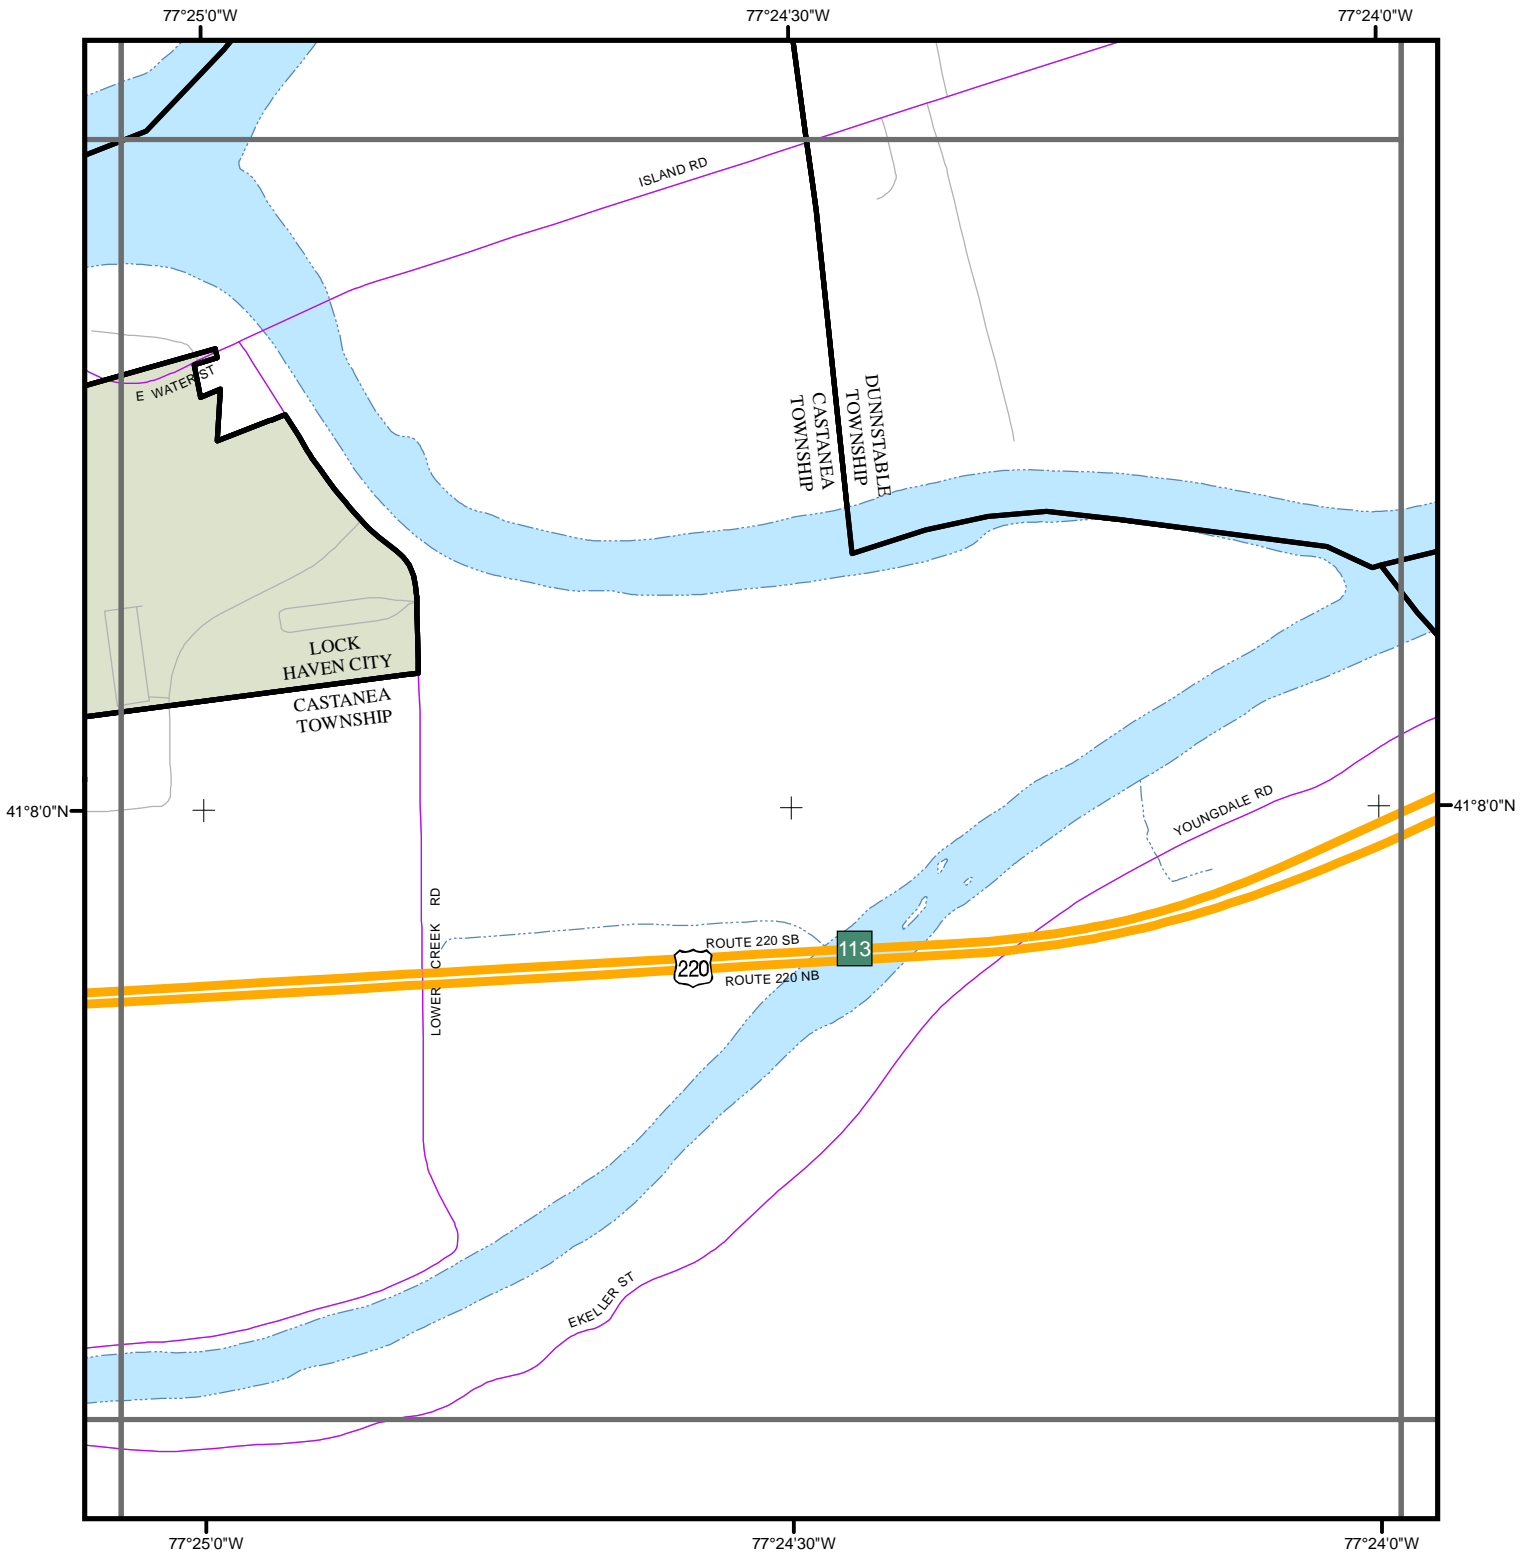 77°25'0"W
77°24'30"W
77°24'0"W
ISLAND RD
E WATER ST
CASTANEA
TOWNSHIP
DUNNSTABLE
TOWNSHIP
LOCK
HAVEN CITY
CASTANEA
TOWNSHIP
41°8'0"N
41°8'0"N
YOUNGDALE RD
LOWER CREEK RD
ROUTE 220 SB
220
113
ROUTE 220 NB
EKELLER ST
77°25'0"W
77°24'30"W
77°24'0"W